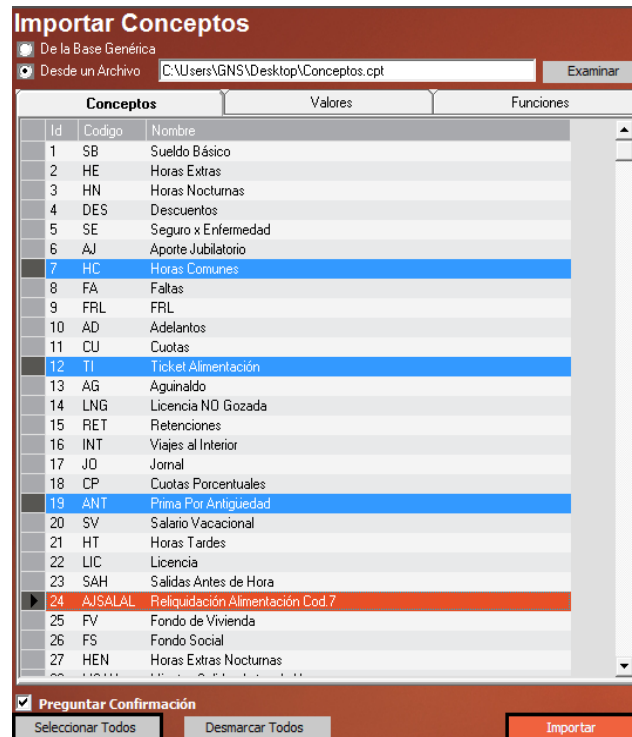 Importar Conceptos
De la Base Genérica
Desde un Archivo C:\Users\GNS\Desktop\Conceptos.cpt Examinar
Conceptos Valores Funciones
Id Codigo Nombre
1 SB Sueldo Básico
2 HE Horas Extras
3 HN Horas Nocturnas
4 DES Descuentos
5 SE Seguro x Enfermedad
6 AJ Aporte Jubilatorio
7 HC Horas Comunes
8 FA Faltas
9 FRL FRL
10 AD Adelantos
11 CU Cuotas
12 TI Ticket Alimentación
13 AG Aguinaldo
14 LNG Licencia NO Gozada
15 RET Retenciones
16 INT Viajes al Interior
17 JO Jornal
18 CP Cuotas Porcentuales
19 ANT Prima Por Antigüedad
20 SV Salario Vacacional
21 HT Horas Tardes
22 LIC Licencia
23 SAH Salidas Antes de Hora
24 AJSALAL Reliquidación Alimentación Cod.7
25 FV Fondo de Vivienda
26 FS Fondo Social
27 HEN Horas Extras Nocturnas
Preguntar Confirmación
Seleccionar Todos Desmarcar Todos Importar